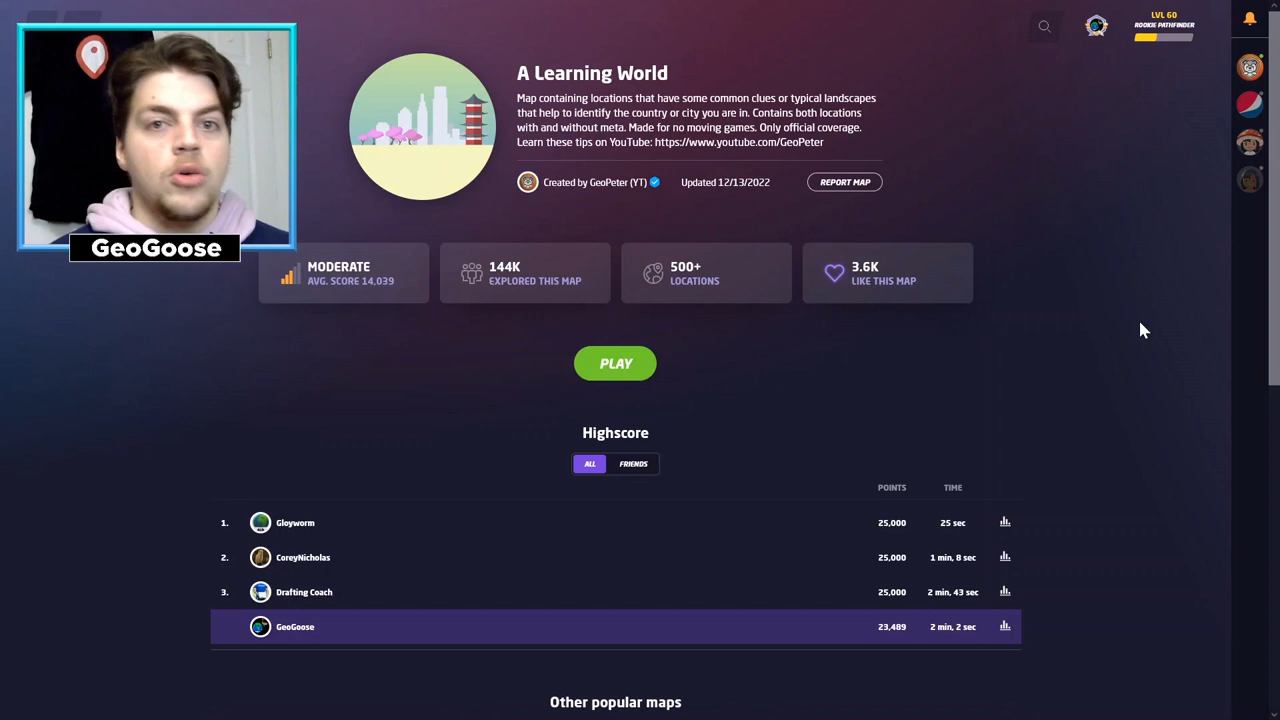 LVL 60
ROOKIE PATHFINDER
A Learning World
Map containing locations that have some common clues or typical landscapes
that help to identify the country or city you are in. Contains both locations
with and without meta. Made for no moving games. Only official coverage.
Learn these tips on YouTube: https://www.youtube.com/GeoPeter
Created by GeoPeter (YT)
Updated 12/13/2022
REPORT MAP
GeoGoose
MODERATE
AVG. SCORE 14,039
144K
EXPLORED THIS MAP
500+
LOCATIONS
3.6K
LIKE THIS MAP
PLAY
Highscore
ALL
FRIENDS
POINTS TIME
1. Gloyworm 25,000 25 sec
2. CoreyNicholas 25,000 1 min, 8 sec
3. Drafting Coach 25,000 2 min, 43 sec
GeoGoose 23,489 2 min, 2 sec
Other popular maps